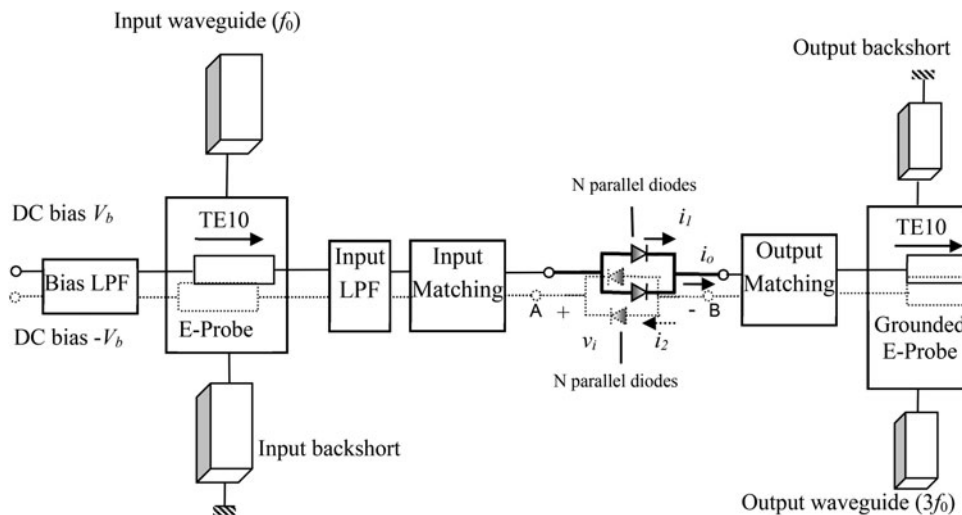 Input waveguide (f0)
Output backshort
N parallel diodes
DC bias Vb
TE10
i1
TE10
Bias LPF
Input
LPF
Input
Matching
io
Output
Matching
A
+
-
B
DC bias -Vb
E-Probe
vi
i2
Grounded
E-Probe
N parallel diodes
Input backshort
Output waveguide (3f0)